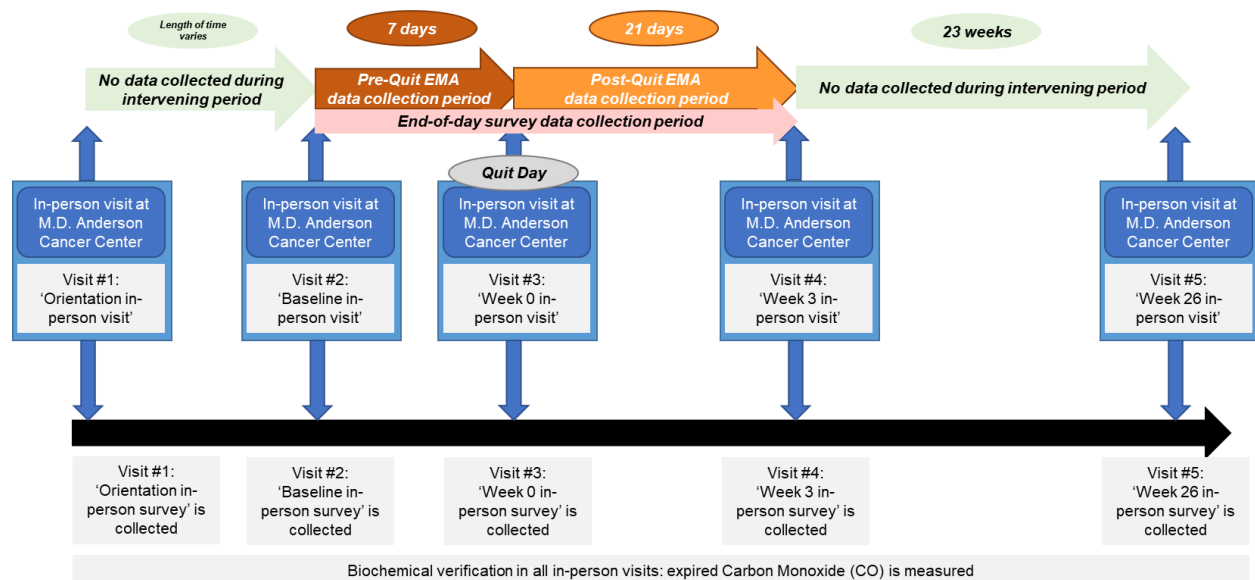 Length of time
varies
7 days
21 days
23 weeks
No data collected during
intervening period
Pre-Quit EMA
data collection period
Post-Quit EMA
data collection period
No data collected during intervening period
End-of-day survey data collection period
Quit Day
In-person visit at
M.D. Anderson
Cancer Center
In-person visit at
M.D. Anderson
Cancer Center
In-person visit at
M.D. Anderson
Cancer Center
In-person visit at
M.D. Anderson
Cancer Center
In-person visit at
M.D. Anderson
Cancer Center
Visit #1:
‘Orientation in-
person visit’
Visit #2:
‘Baseline in-
person visit’
Visit #3:
‘Week 0 in-
person visit’
Visit #4:
‘Week 3 in-
person visit’
Visit #5:
‘Week 26 in-
person visit’
Visit #1:
‘Orientation in-
person survey’ is
collected
Visit #2:
‘Baseline in-
person survey’ is
collected
Visit #3:
‘Week 0 in-
person survey’ is
collected
Visit #4:
‘Week 3 in-
person survey’ is
collected
Visit #5:
‘Week 26 in-
person survey’ is
collected
Biochemical verification in all in-person visits: expired Carbon Monoxide (CO) is measured